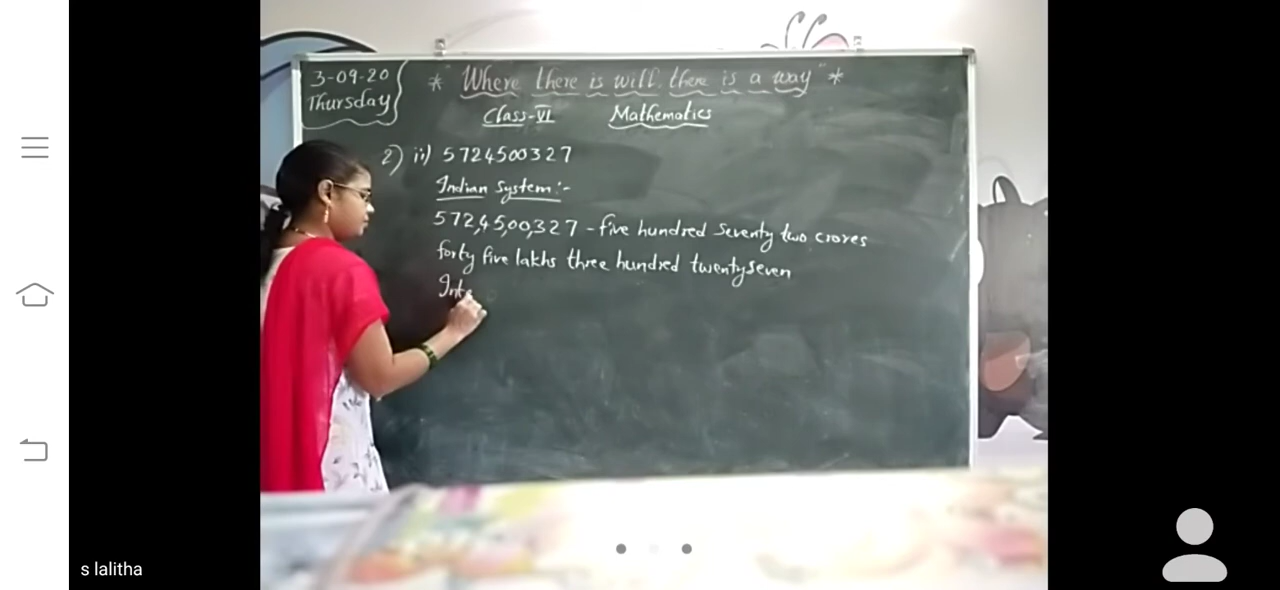 3-09-20
Thursday
* "Where there is will, there is a way" *
Class-VI Mathematics
2) ii) 5724500327
Indian System:-
572,45,00,327 - five hundred seventy two crores
forty five lakhs three hundred twentyseven
Inte
s lalitha